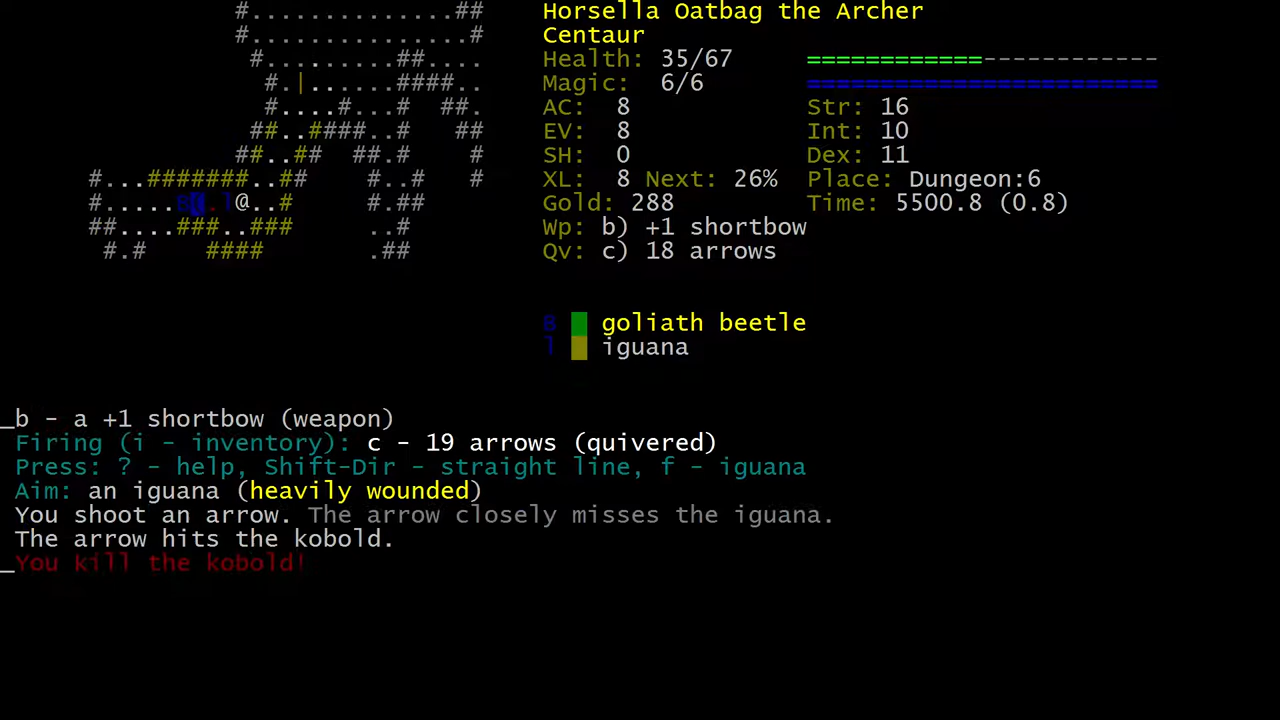 #...............## Horsella Oatbag the Archer
#...............# Centaur
#.........##.... Health: 35/67 ============------------
#.|......####.. Magic: 6/6 ========================
#....#...# ##. AC: 8 Str: 16
##..####..# ## EV: 8 Int: 10
##..## ##.# # SH: 0 Dex: 11
#...#######..## #..# # XL: 8 Next: 26% Place: Dungeon:6
#.....B(.l@..# #.## Gold: 288 Time: 5500.8 (0.8)
##....###..### ..# Wp: b) +1 shortbow
#.# #### .## Qv: c) 18 arrows
B goliath beetle
l iguana
_b - a +1 shortbow (weapon)
Firing (i - inventory): c - 19 arrows (quivered)
Press: ? - help, Shift-Dir - straight line, f - iguana
Aim: an iguana (heavily wounded)
You shoot an arrow. The arrow closely misses the iguana.
The arrow hits the kobold.
_You kill the kobold!